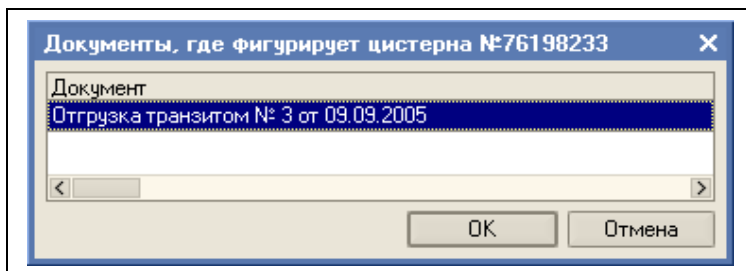 Документы, где фигурирует цистерна №76198233
Документ
Отгрузка транзитом № 3 от 09.09.2005
OK
Отмена